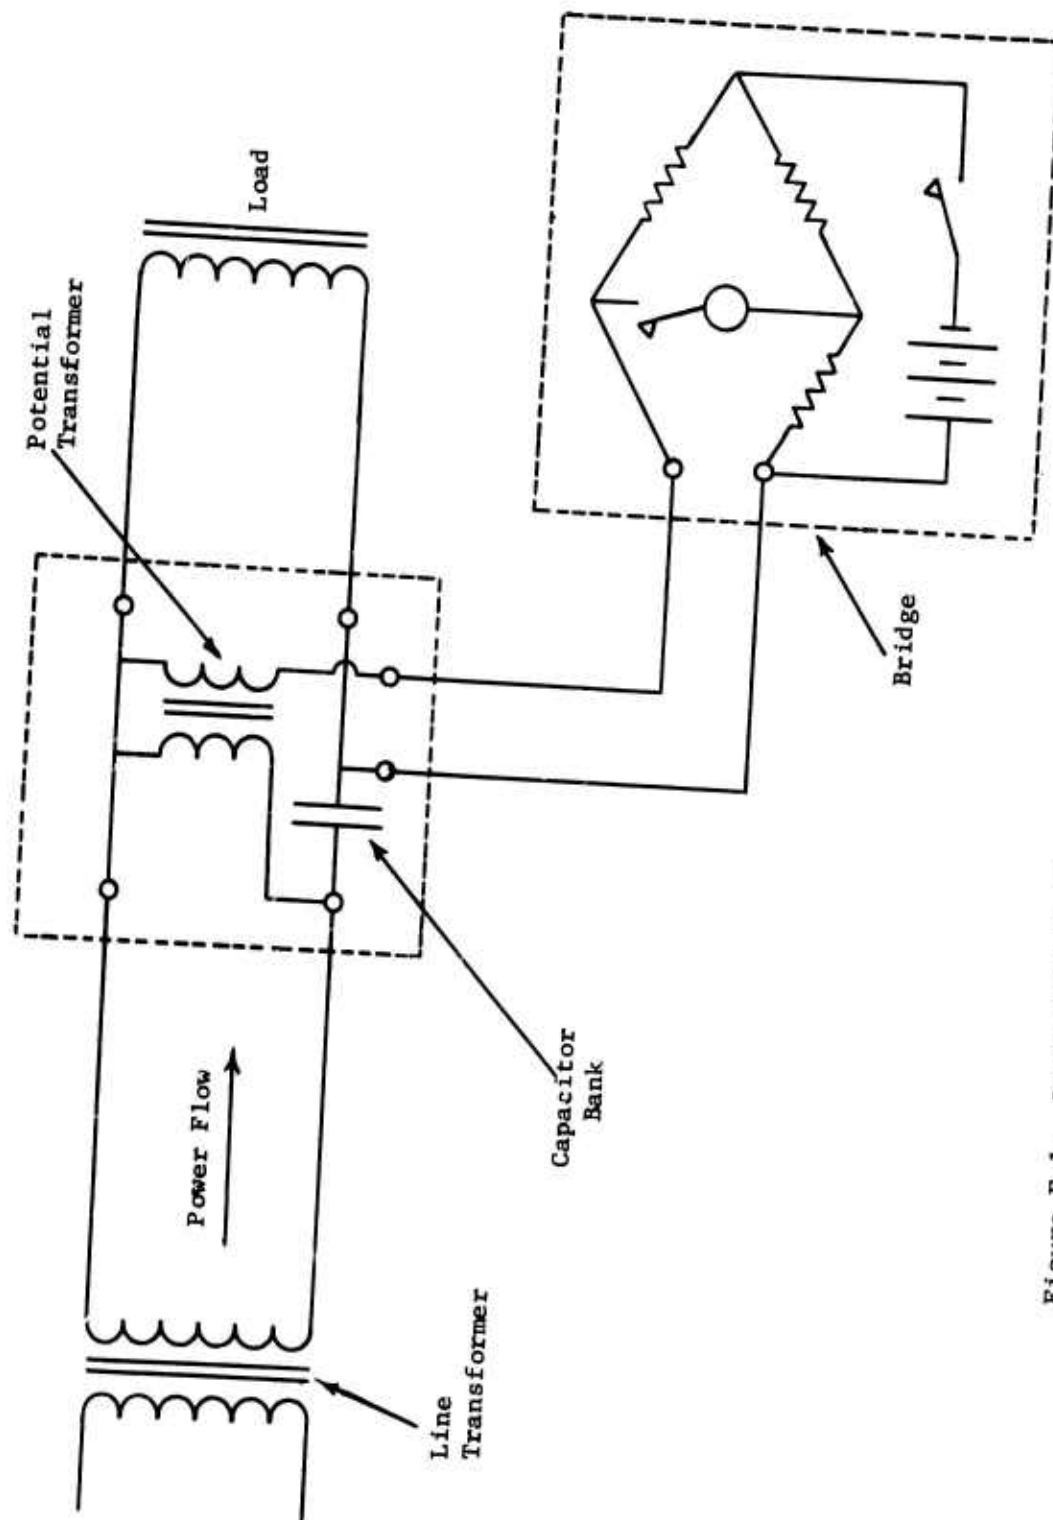 Potential
Transformer
Load
Power Flow
Line
Transformer
Capacitor
Bank
Bridge